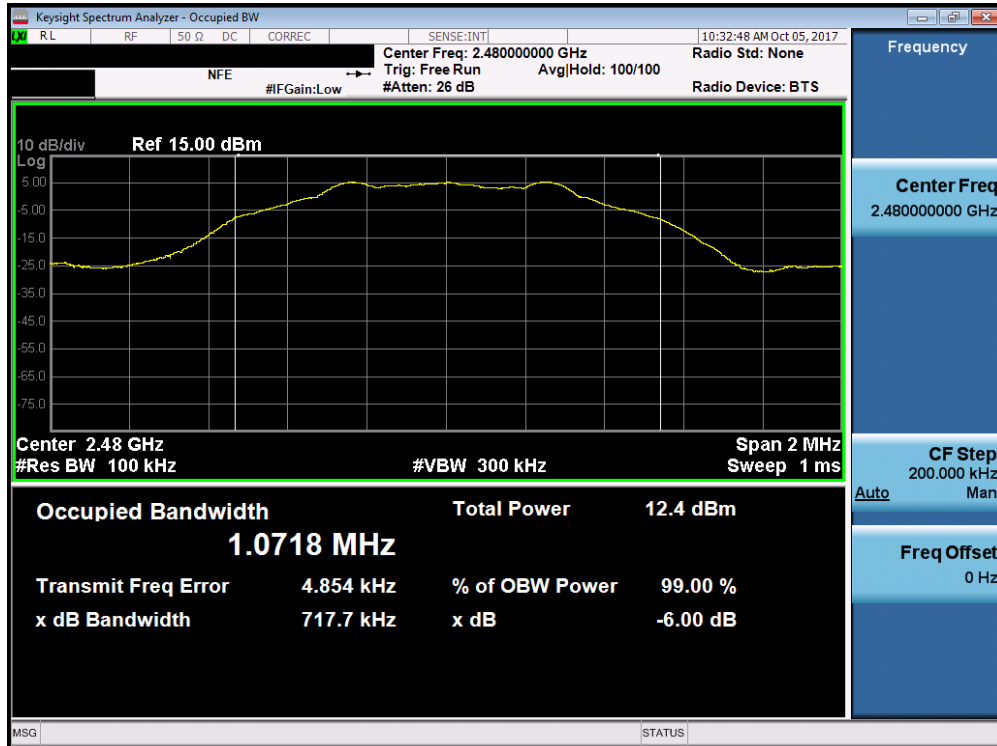 Keysight Spectrum Analyzer - Occupied BW
LXI RL RF 50 Ω DC CORREC SENSE:INT 10:32:48 AM Oct 05, 2017
Center Freq: 2.480000000 GHz Radio Std: None
NFE Trig: Free Run Avg|Hold: 100/100
#IFGain:Low #Atten: 26 dB Radio Device: BTS
Frequency
10 dB/div Ref 15.00 dBm
Log
5.00
-5.00
-15.0
-25.0
-35.0
-45.0
-55.0
-65.0
-75.0
Center 2.48 GHz Span 2 MHz
#Res BW 100 kHz #VBW 300 kHz Sweep 1 ms
Occupied Bandwidth Total Power 12.4 dBm
1.0718 MHz
Transmit Freq Error 4.854 kHz % of OBW Power 99.00 %
x dB Bandwidth 717.7 kHz x dB -6.00 dB
Center Freq
2.480000000 GHz
CF Step
200.000 kHz
Auto Man
Freq Offset
0 Hz
MSG STATUS